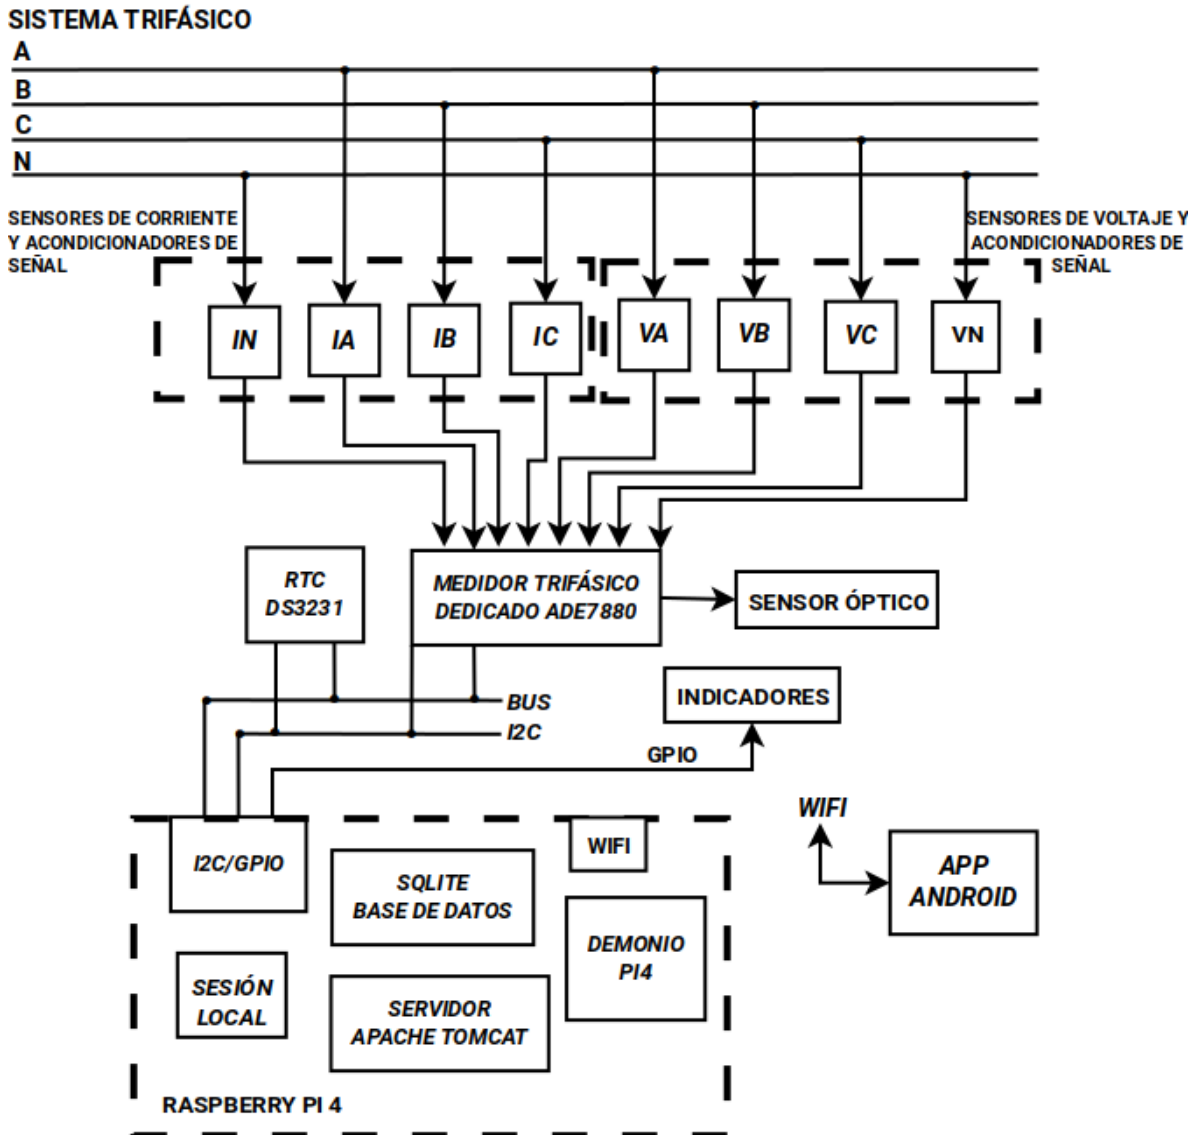 SISTEMA TRIFÁSICO
A
B
C
N
SENSORES DE CORRIENTE
Y ACONDICIONADORES DE
SEÑAL
SENSORES DE VOLTAJE Y
ACONDICIONADORES DE
SEÑAL
IN
IA
IB
IC
VA
VB
VC
VN
RTC
DS3231
MEDIDOR TRIFÁSICO
DEDICADO ADE7880
SENSOR ÓPTICO
BUS
I2C
INDICADORES
GPIO
I2C/GPIO
SQLITE
BASE DE DATOS
WIFI
DEMONIO
PI4
SESIÓN
LOCAL
SERVIDOR
APACHE TOMCAT
RASPBERRY PI 4
WIFI
APP
ANDROID